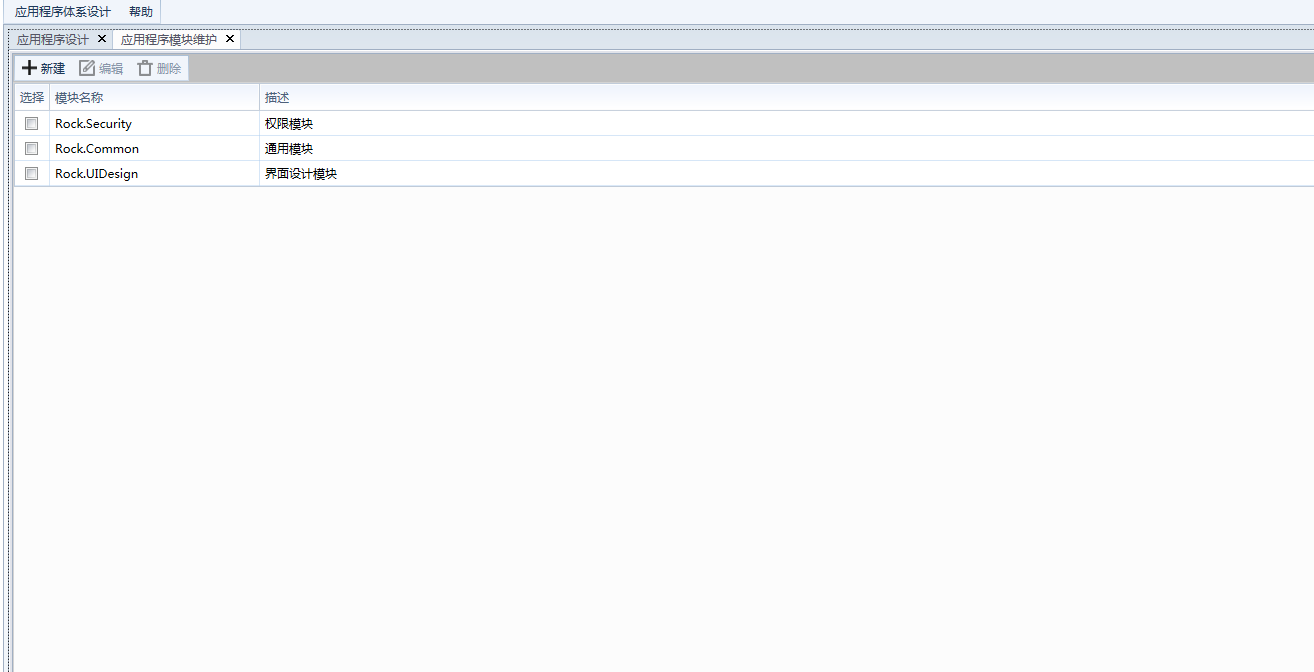 应用程序体系设计 帮助
应用程序设计 应用程序模块维护
新建 编辑 删除
选择 模块名称 描述
Rock.Security 权限模块
Rock.Common 通用模块
Rock.UIDesign 界面设计模块